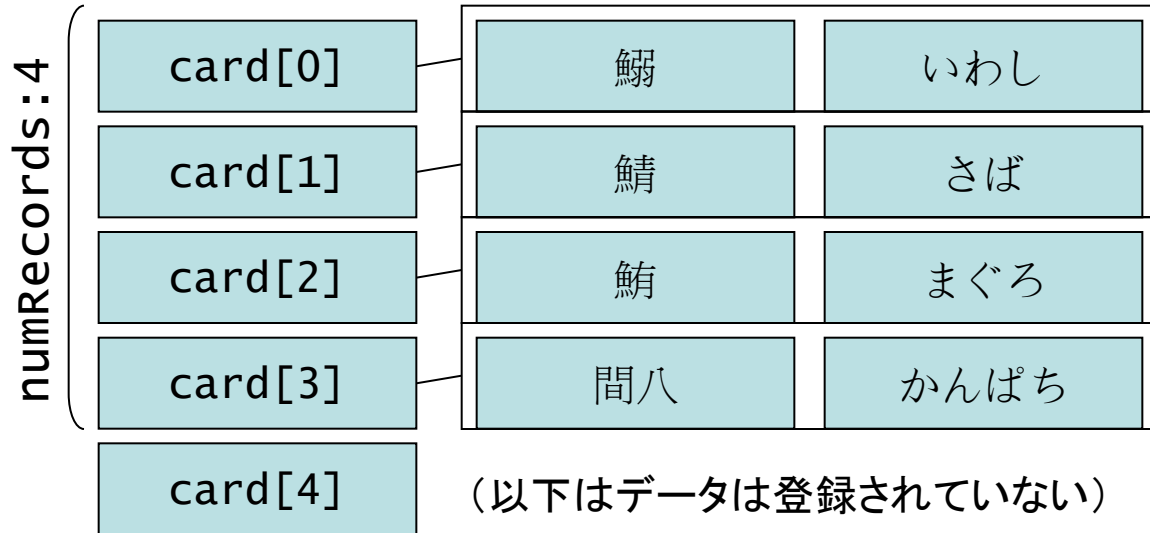 numRecords:4
card[0] 鰯 いわし
card[1] 鯖 さば
card[2] 鮪 まぐろ
card[3] 間八 かんぱち
card[4] （以下はデータは登録されていない）